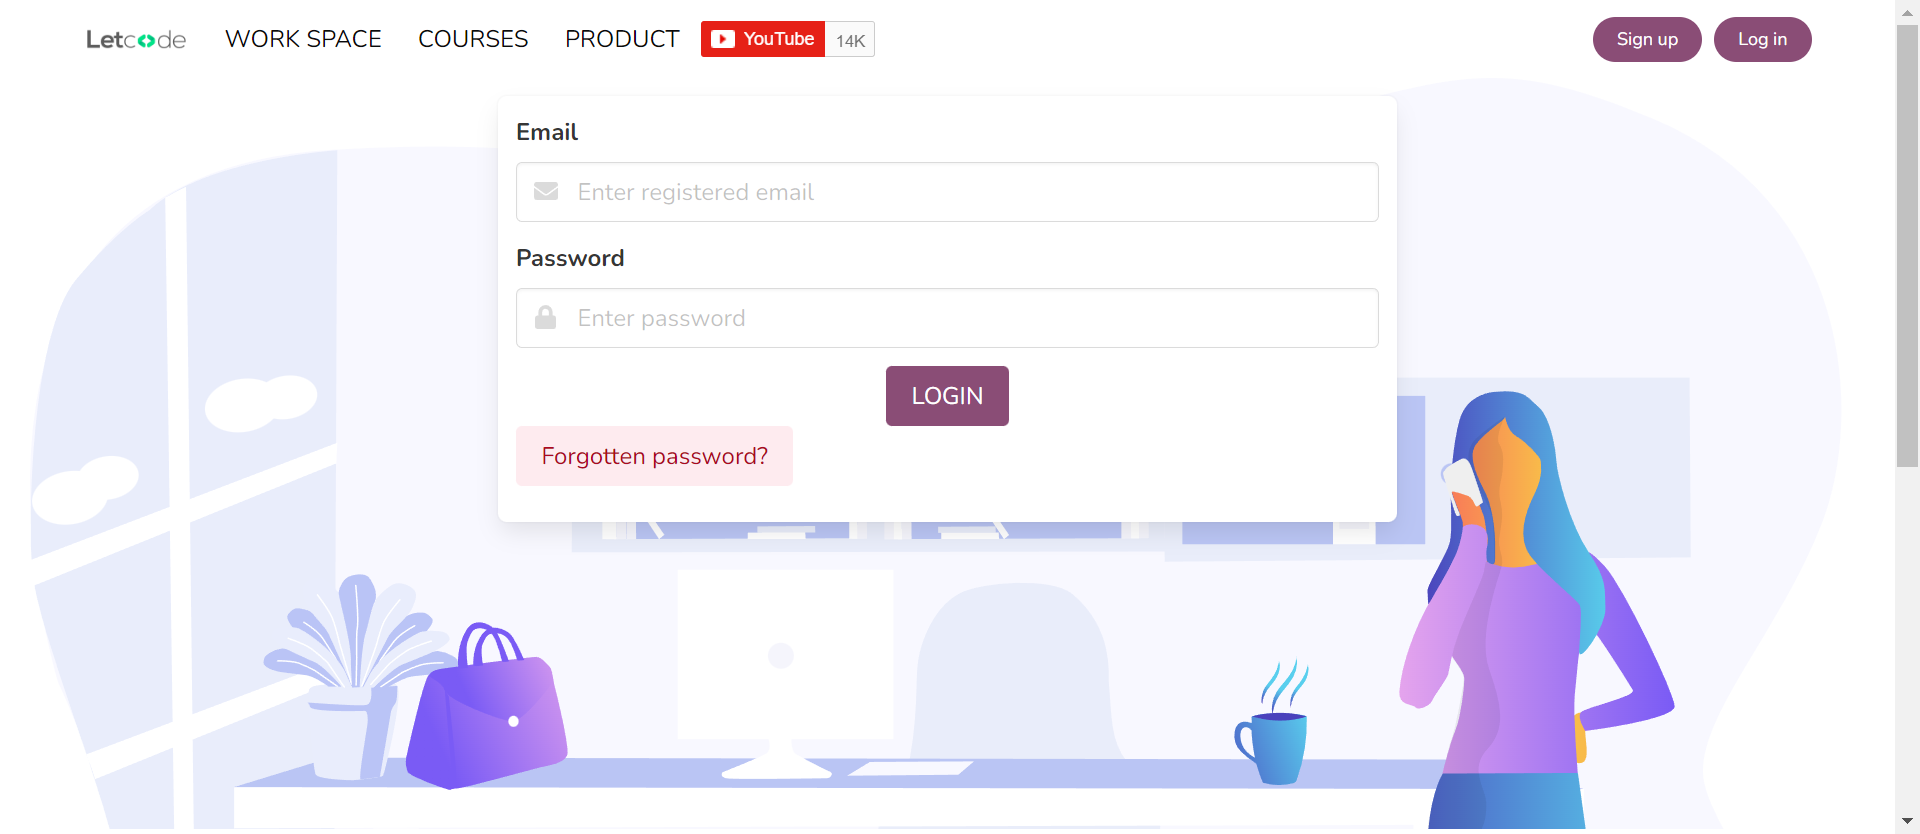 Letcode WORK SPACE COURSES PRODUCT YouTube 14K Sign up Log in
Email
Enter registered email
Password
Enter password
LOGIN
Forgotten password?